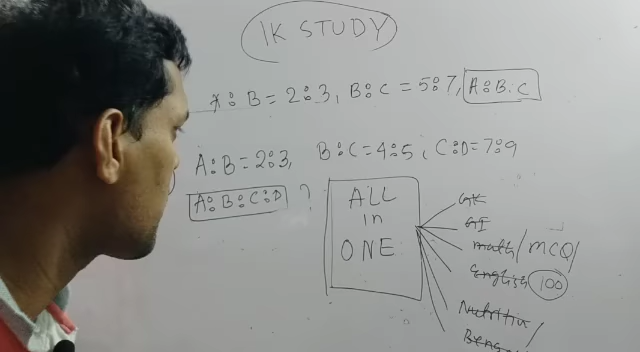 IK STUDY
A:B = 2:3, B:C = 5:7, A:B.C
A:B=2:3, B:C=4:5, C:D=7:9
A:B:C:D ?
ALL
in
ONE
GK
GI
math/MCQ/
English 100
Nutrition/